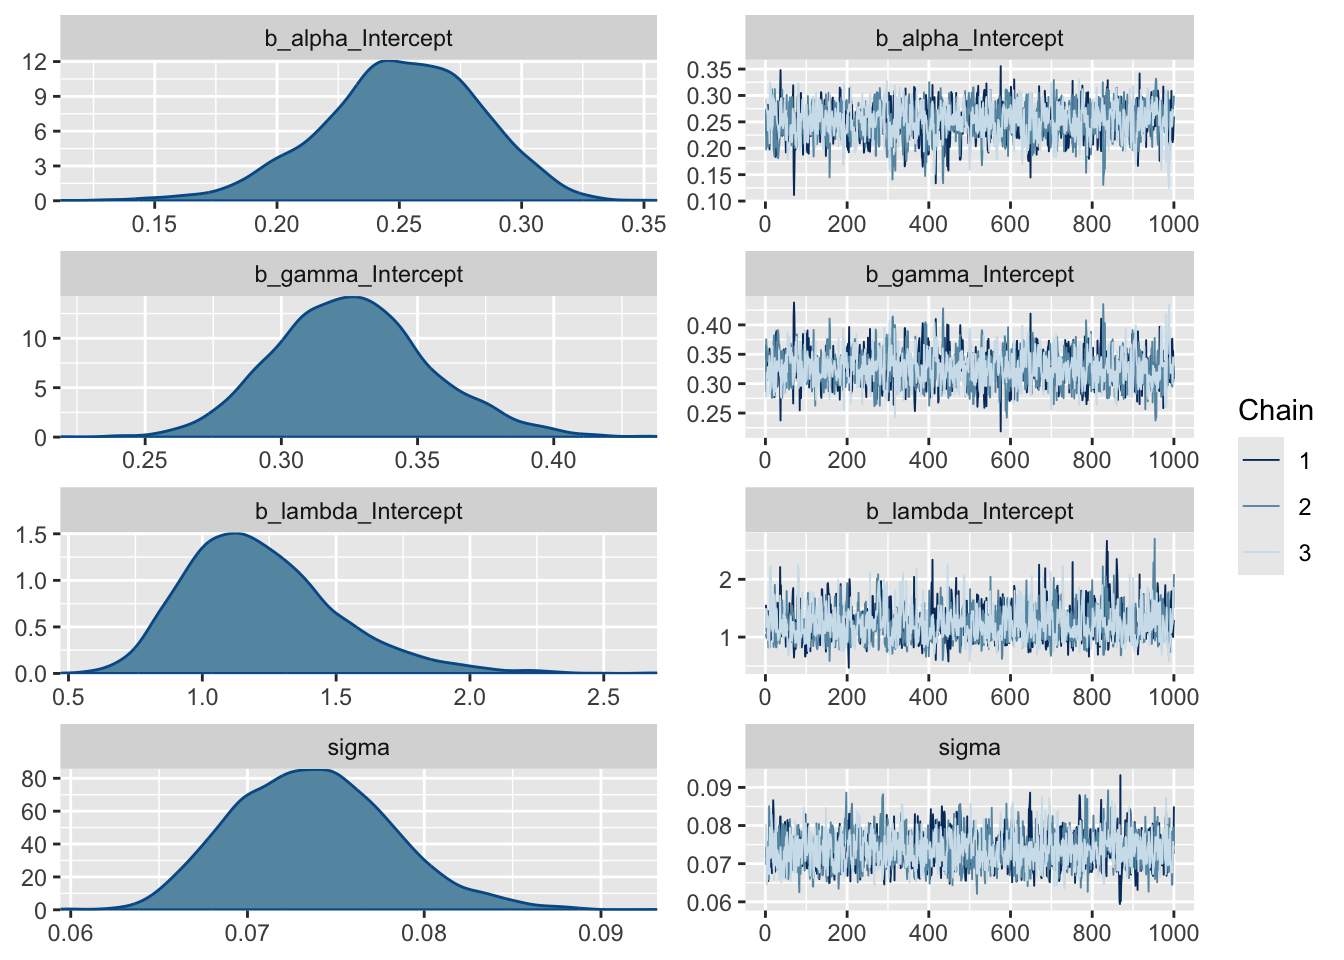 b_alpha_Intercept
12
9
6
3
0
0.15 0.20 0.25 0.30 0.35
b_alpha_Intercept
0.35
0.30
0.25
0.20
0.15
0.10
0 200 400 600 800 1000
b_gamma_Intercept
10
5
0
0.25 0.30 0.35 0.40
b_gamma_Intercept
0.40
0.35
0.30
0.25
0 200 400 600 800 1000
b_lambda_Intercept
1.5
1.0
0.5
0.0
0.5 1.0 1.5 2.0 2.5
b_lambda_Intercept
2
1
0 200 400 600 800 1000
sigma
80
60
40
20
0
0.06 0.07 0.08 0.09
sigma
0.09
0.08
0.07
0.06
0 200 400 600 800 1000
Chain
1
2
3